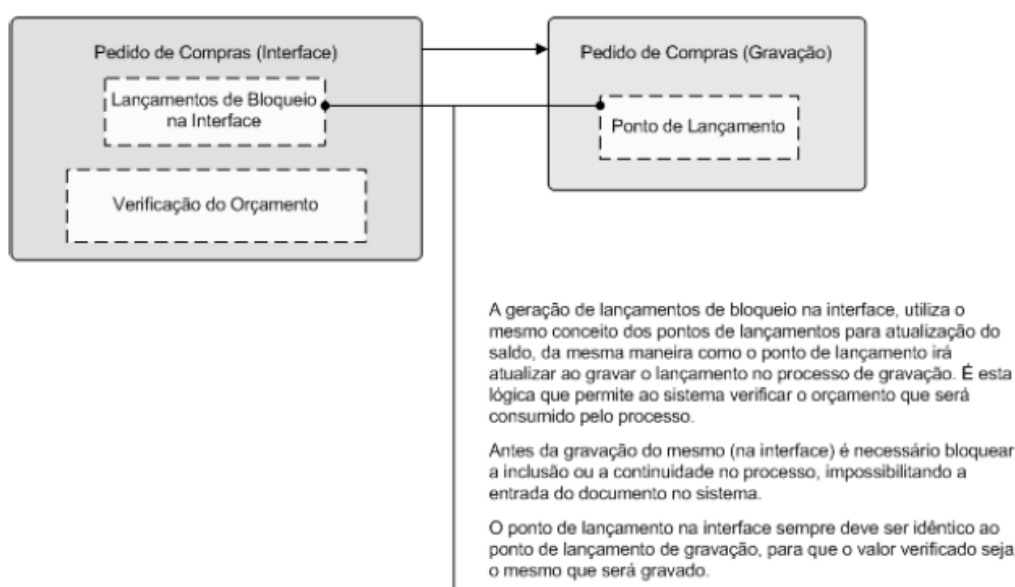 Pedido de Compras (Interface)
Lançamentos de Bloqueio
na Interface
Verificação do Orçamento
Pedido de Compras (Gravação)
Ponto de Lançamento
A geração de lançamentos de bloqueio na interface, utiliza o
mesmo conceito dos pontos de lançamentos para atualização do
saldo, da mesma maneira como o ponto de lançamento irá
atualizar ao gravar o lançamento no processo de gravação. É esta
lógica que permite ao sistema verificar o orçamento que será
consumido pelo processo.
Antes da gravação do mesmo (na interface) é necessário bloquear
a inclusão ou a continuidade no processo, impossibilitando a
entrada do documento no sistema.
O ponto de lançamento na interface sempre deve ser idêntico ao
ponto de lançamento de gravação, para que o valor verificado seja
o mesmo que será gravado.